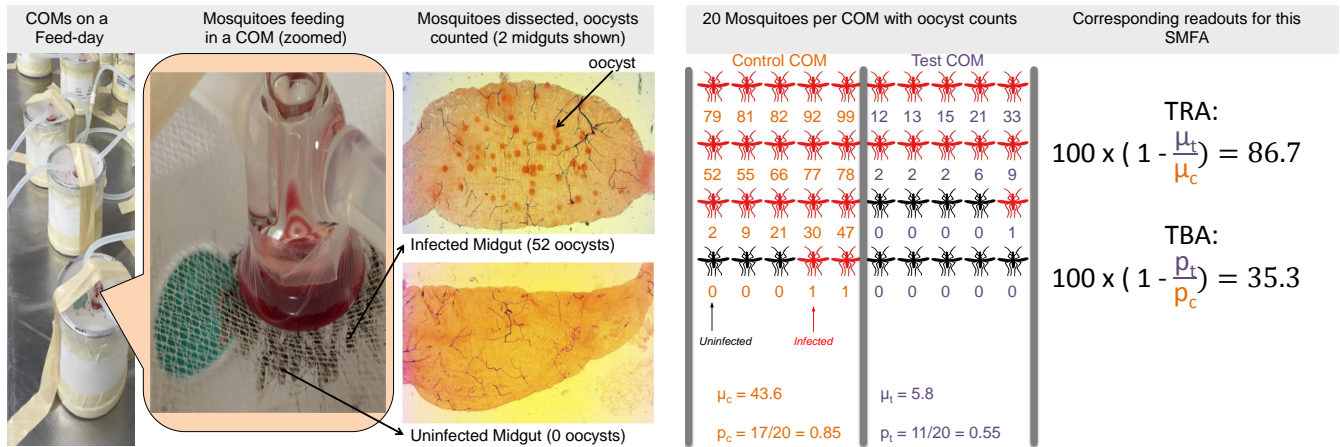 COMs on a
Feed-day
Mosquitoes feeding
in a COM (zoomed)
Mosquitoes dissected, oocysts
counted (2 midguts shown)
oocyst
Infected Midgut (52 oocysts)
Uninfected Midgut (0 oocysts)
20 Mosquitoes per COM with oocyst counts
Control COM
Test COM
79 81 82 92 99 12 13 15 21 33
52 55 66 77 78 2 2 2 6 9
2 9 21 30 47 0 0 0 0 1
0 0 0 1 1 0 0 0 0 0
Uninfected
Infected
μc = 43.6
μt = 5.8
pc = 17/20 = 0.85
pt = 11/20 = 0.55
Corresponding readouts for this
SMFA
TRA:
100 x ( 1 - μt/μc) = 86.7
TBA:
100 x ( 1 - pt/pc) = 35.3